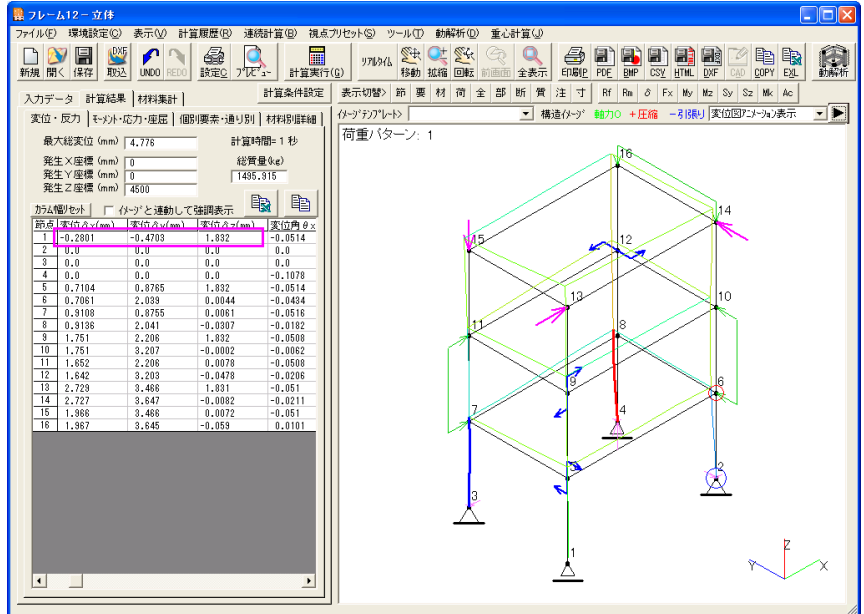 フレーム12－立体
ファイル(F) 環境設定(C) 表示(V) 計算履歴(R) 連続計算(B) 視点プリセット(S) ツール(T) 動解析(D) 重心計算(J)
新規 開く 保存 取込 UNDO REDO 設定C プレビュー 計算実行(G) リアルタイム 移動 拡縮 回転 前画面 全表示 印刷P PDF BMP CSV HTML DXF CAD COPY EXL 動解析
入力データ 計算結果 材料集計 計算条件設定
表示切替> 節 要 材 荷 全 部 断 質 注 寸 Rf Rm δ Fx My Mz Sy Sz Mk Ac
変位・反力 モーメント・応力・座屈 個別要素・通り別 材料別詳細
イメージテンプレート> 構造イメージ 軸力○ +圧縮 -引張り 変位図アニメーション表示
最大総変位 (mm) 4.776 計算時間= 1 秒
発生X座標 (mm) 0 総質量(kg)
発生Y座標 (mm) 0 1495.915
発生Z座標 (mm) 4500
カラム幅リセット イメージと連動して強調表示
節点 変位δx(mm) 変位δy(mm) 変位δz(mm) 変位角θx
1 -0.2801 -0.4703 1.832 -0.0514
2 0.0 0.0 0.0 0.0
3 0.0 0.0 0.0 0.0
4 0.0 0.0 0.0 -0.1078
5 0.7104 0.8765 1.832 -0.0514
6 0.7061 2.039 0.0044 -0.0434
7 0.9108 0.8755 0.0061 -0.0516
8 0.9136 2.041 -0.0307 -0.0182
9 1.751 2.206 1.832 -0.0508
10 1.751 3.207 -0.0002 -0.0062
11 1.652 2.206 0.0078 -0.0508
12 1.642 3.203 -0.0478 -0.0206
13 2.729 3.466 1.831 -0.051
14 2.727 3.647 -0.0082 -0.0211
15 1.966 3.466 0.0072 -0.051
16 1.967 3.645 -0.059 0.0101
荷重パターン: 1
16
14
15
12
13
10
11
8
9
6
7
4
5
2
3
1
Z
Y
X